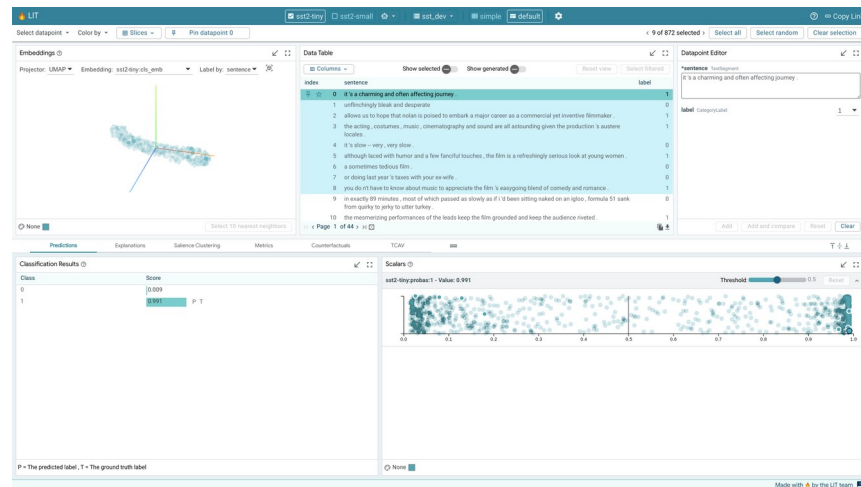 LIT
sst2-tiny sst2-small sst_dev simple default
Copy Lin
Select datapoint Color by Slices Pin datapoint 0
9 of 872 selected Select all Select random Clear selection
Embeddings
Projector: UMAP Embedding: sst2-tiny:cls_emb Label by: sentence
None Select 10 nearest neighbors
Data Table
Columns Show selected Show generated Reset view Select filtered
index sentence label
0 it 's a charming and often affecting journey . 1
1 unflinchingly bleak and desperate 0
2 allows us to hope that nolan is poised to embark a major career as a commercial yet inventive filmmaker . 1
3 the acting , costumes , music , cinematography and sound are all astounding given the production 's austere 1
locales .
4 it 's slow -- very , very slow . 0
5 although laced with humor and a few fanciful touches , the film is a refreshingly serious look at young women . 1
6 a sometimes tedious film . 0
7 or doing last year 's taxes with your ex-wife . 0
8 you do n't have to know about music to appreciate the film 's easygoing blend of comedy and romance . 1
9 in exactly 89 minutes , most of which passed as slowly as if i 'd been sitting naked on an igloo , formula 51 sank 0
from quirky to jerky to utter turkey .
10 the mesmerizing performances of the leads keep the film grounded and keep the audience riveted . 1
Page 1 of 44
Datapoint Editor
*sentence TextSegment
it 's a charming and often affecting journey .
label CategoryLabel 1
Add Add and compare Reset Clear
Predictions Explanations Salience Clustering Metrics Counterfactuals TCAV
Classification Results
Class Score
0 0.009
1 0.991 P T
P = The predicted label , T = The ground truth label
Scalars
sst2-tiny:probas:1 - Value: 0.991 Threshold: 0.5 Reset
0.0 0.1 0.2 0.3 0.4 0.5 0.6 0.7 0.8 0.9 1.0
None
Made with by the LIT team